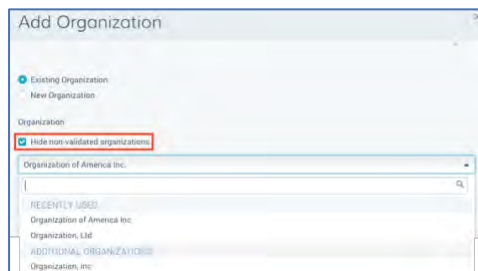 Add Organization
Existing Organization
New Organization
Organization
Hide non-validated organizations
Organization of America Inc.
RECENTLY USED
Organization of America Inc
Organization, Ltd
ADDITIONAL ORGANIZATIONS
Organization, Inc